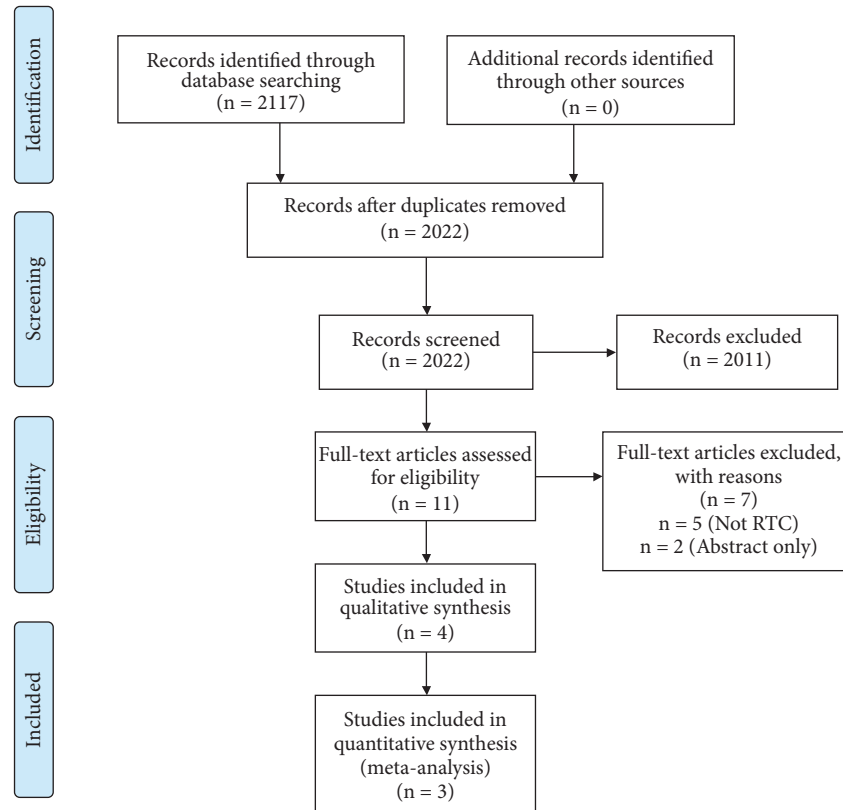 Identification
Records identified through
database searching
(n = 2117)
Additional records identified
through other sources
(n = 0)
Records after duplicates removed
(n = 2022)
Screening
Records screened
(n = 2022)
Records excluded
(n = 2011)
Eligibility
Full-text articles assessed
for eligibility
(n = 11)
Full-text articles excluded,
with reasons
(n = 7)
n = 5 (Not RTC)
n = 2 (Abstract only)
Studies included in
qualitative synthesis
(n = 4)
Included
Studies included in
quantitative synthesis
(meta-analysis)
(n = 3)